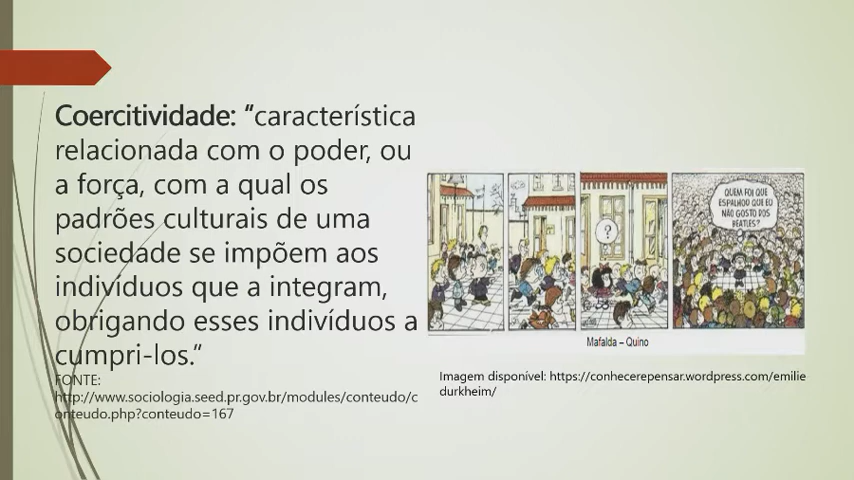 Coercitividade: "característica
relacionada com o poder, ou
a força, com a qual os
padrões culturais de uma
sociedade se impõem aos
indivíduos que a integram,
obrigando esses indivíduos a
cumpri-los."
FONTE:
http://www.sociologia.seed.pr.gov.br/modules/conteudo/c
onteudo.php?conteudo=167
?
QUEM FOI QUE
ESPALHOU QUE EU
NÃO GOSTO DOS
BEATLES?
Mafalda – Quino
Imagem disponível: https://conhecerepensar.wordpress.com/emilie
durkheim/